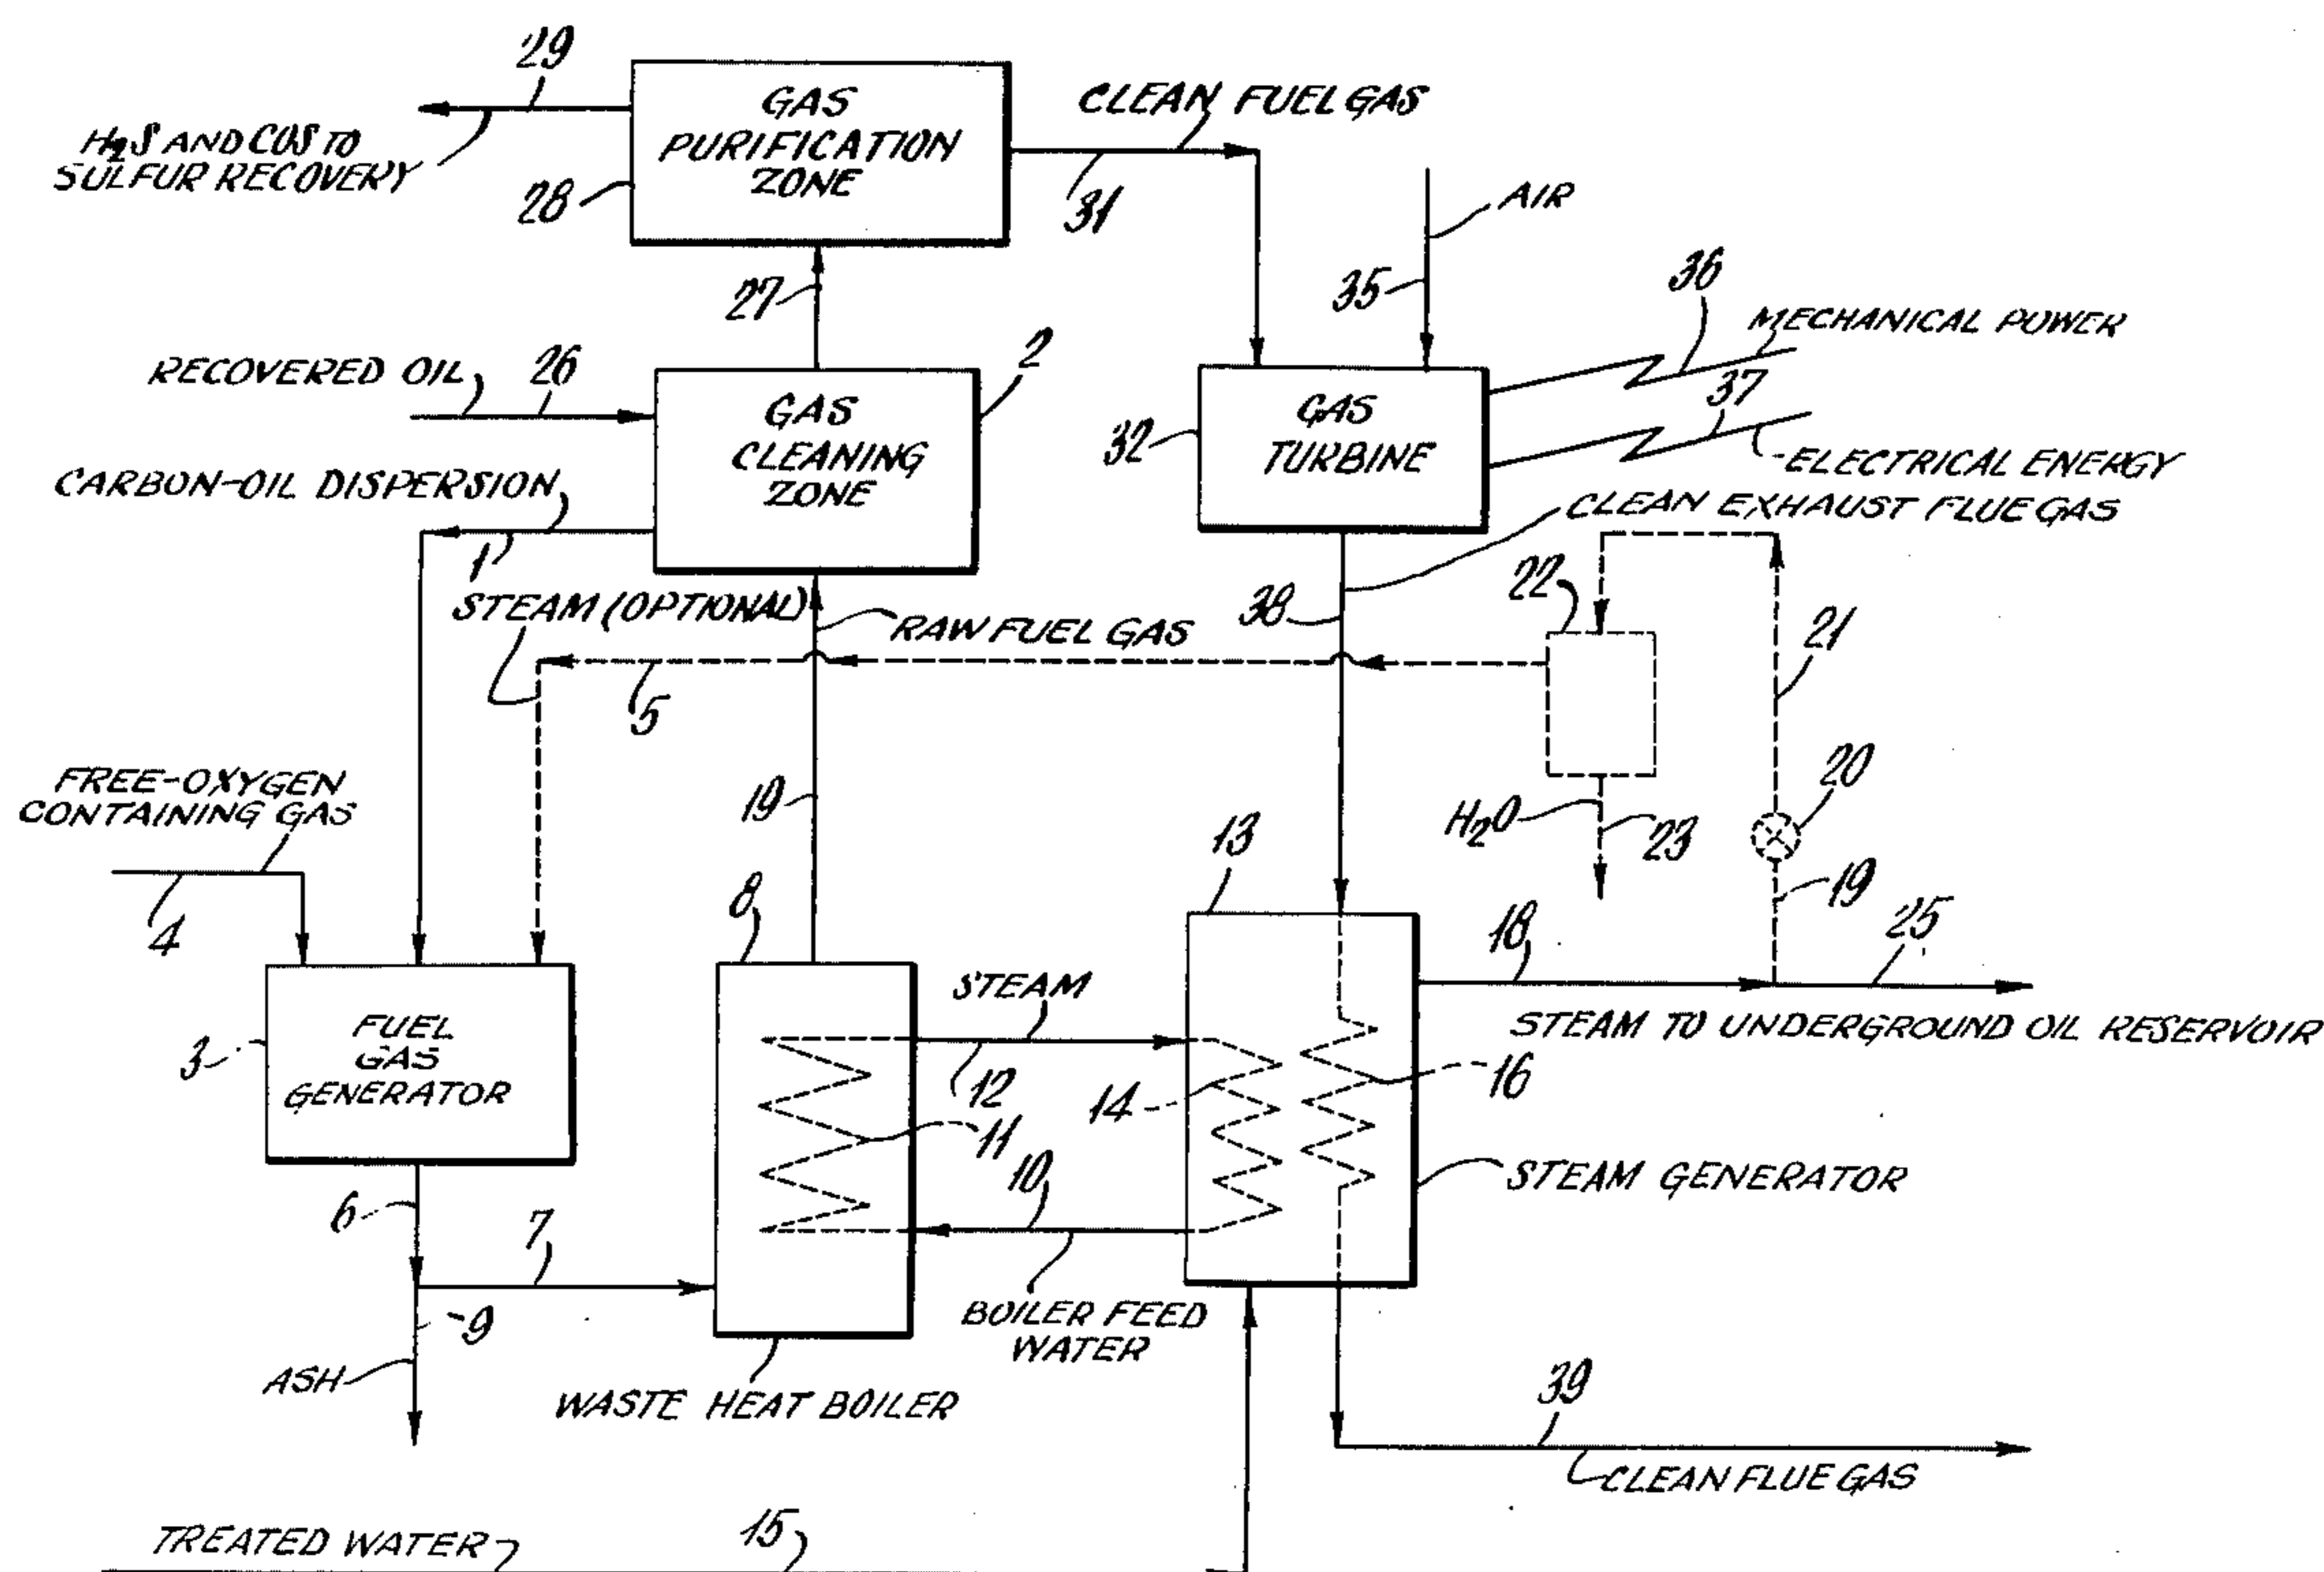 29
H2S AND COS TO
SULFUR RECOVERY
GAS
PURIFICATION
ZONE
28
CLEAN FUEL GAS
31
AIR
35
36
MECHANICAL POWER
37
ELECTRICAL ENERGY
27
RECOVERED OIL
26
2
GAS
CLEANING
ZONE
32
GAS
TURBINE
CARBON-OIL DISPERSION
1
CLEAN EXHAUST FLUE GAS
STEAM (OPTIONAL)
RAW FUEL GAS
38
22
21
5
FREE-OXYGEN
CONTAINING GAS
4
19
H2O
23
20
19
8
13
18
25
STEAM TO UNDERGROUND OIL RESERVOIR
3
FUEL
GAS
GENERATOR
STEAM
12
11
14
16
10
STEAM GENERATOR
6
7
9
BOILER FEED
WATER
ASH
WASTE HEAT BOILER
39
CLEAN FLUE GAS
TREATED WATER
15